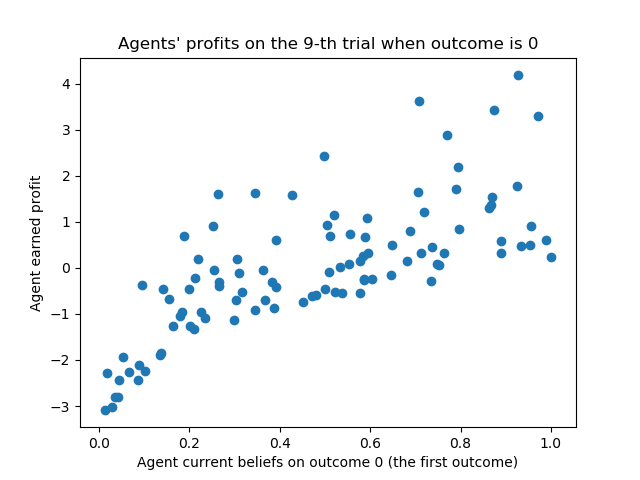 Agents' profits on the 9-th trial when outcome is 0
Agent earned profit
4
3
2
1
0
−1
−2
−3
0.0 0.2 0.4 0.6 0.8 1.0
Agent current beliefs on outcome 0 (the first outcome)